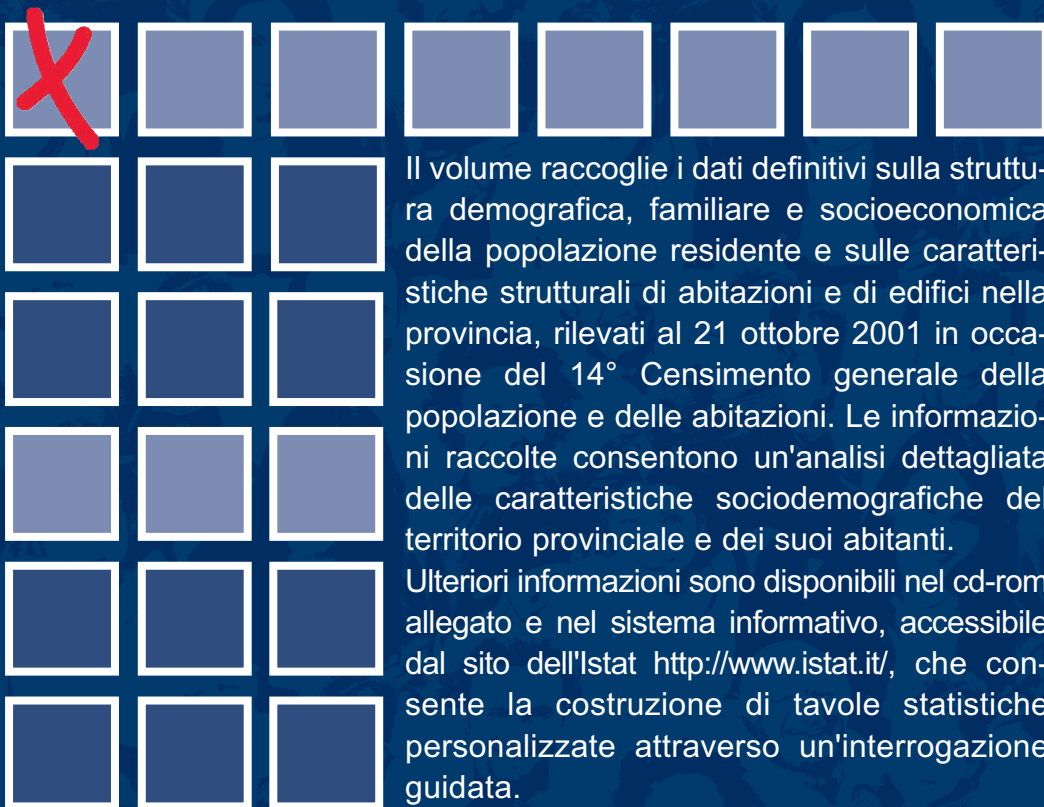 Il volume raccoglie i dati definitivi sulla struttu-
ra demografica, familiare e socioeconomica
della popolazione residente e sulle caratteri-
stiche strutturali di abitazioni e di edifici nella
provincia, rilevati al 21 ottobre 2001 in occa-
sione del 14° Censimento generale della
popolazione e delle abitazioni. Le informazio-
ni raccolte consentono un'analisi dettagliata
delle caratteristiche sociodemografiche del
territorio provinciale e dei suoi abitanti.
Ulteriori informazioni sono disponibili nel cd-rom
allegato e nel sistema informativo, accessibile
dal sito dell'Istat http://www.istat.it/, che con-
sente la costruzione di tavole statistiche
personalizzate attraverso un'interrogazione
guidata.